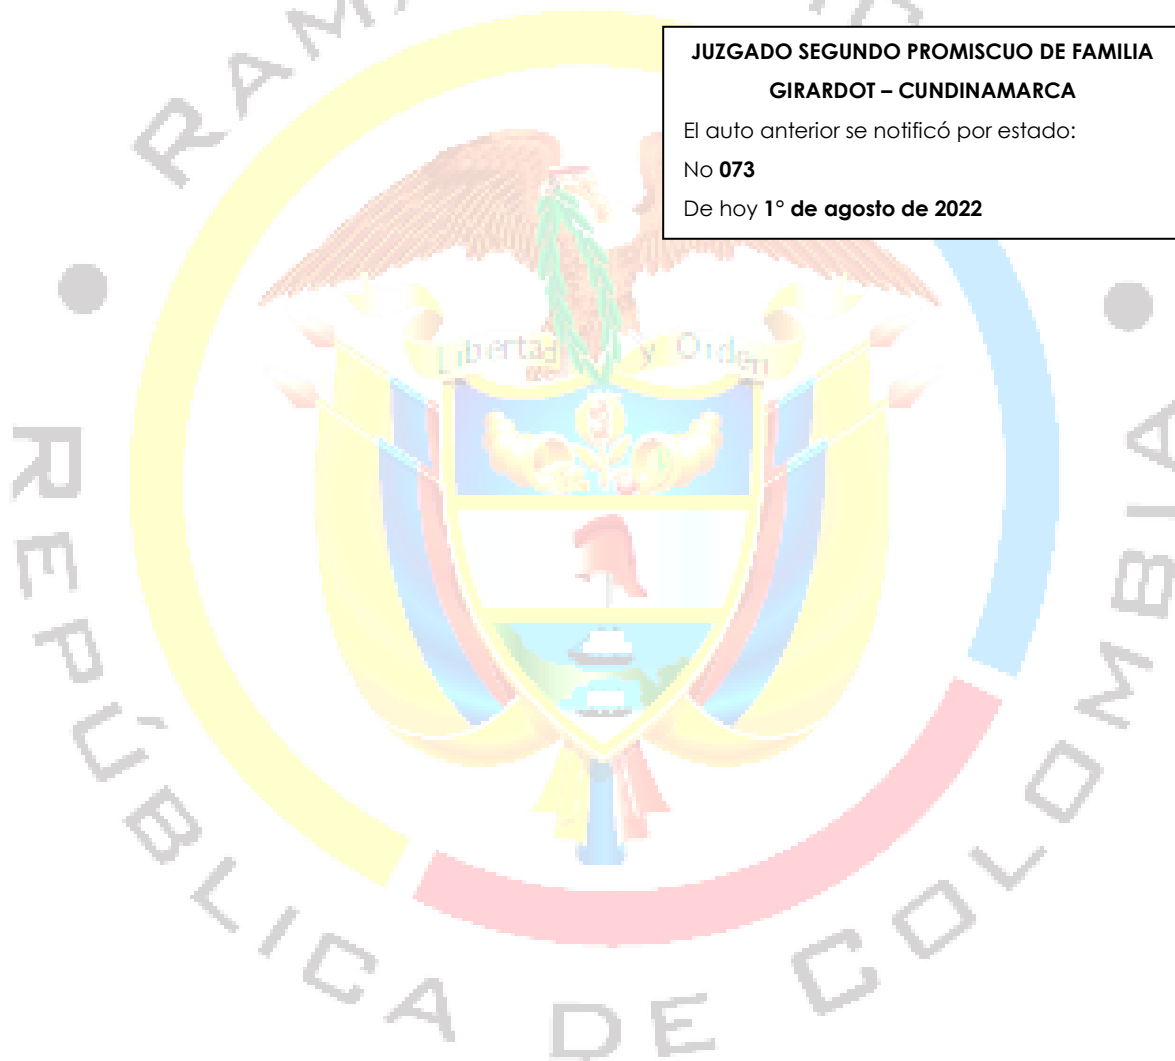 JUZGADO SEGUNDO PROMISCUO DE FAMILIA
GIRARDOT – CUNDINAMARCA
El auto anterior se notificó por estado:
No 073
De hoy 1° de agosto de 2022
RAMA
Libertad y Orden
REPÚBLICA DE COLOMBIA